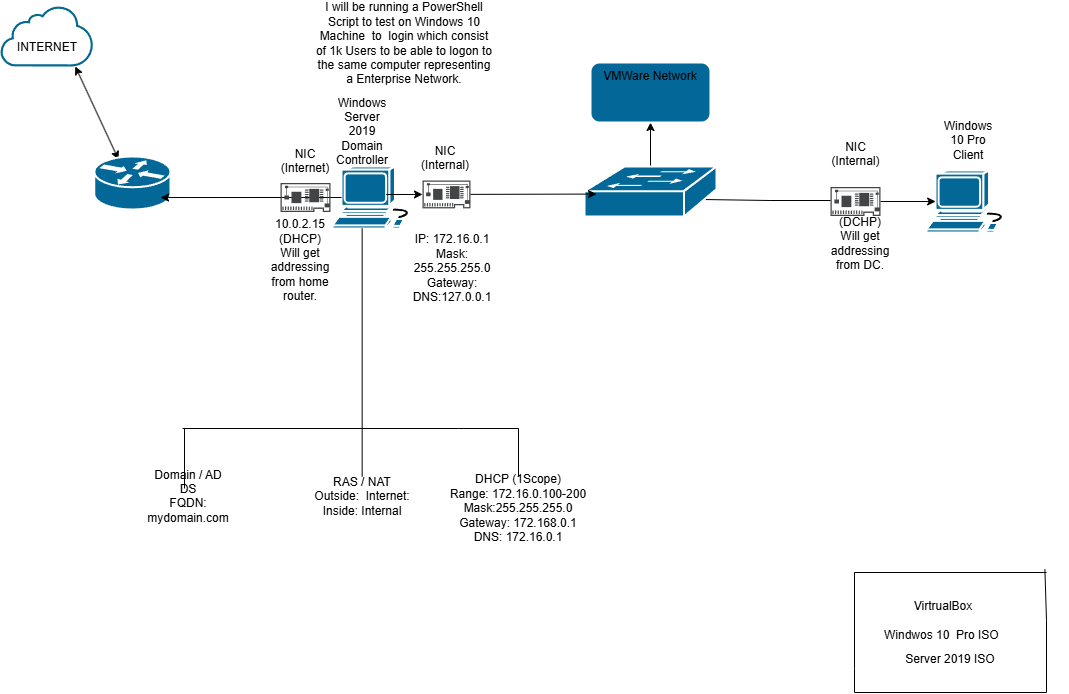 I will be running a PowerShell
Script to test on Windows 10
Machine to login which consist
of 1k Users to be able to logon to
the same computer representing
a Enterprise Network.
INTERNET
VMWare Network
Windows
Server
2019
Domain
Controller
NIC
(Internet)
NIC
(Internal)
NIC
(Internal)
Windows
10 Pro
Client
10.0.2.15
(DHCP)
Will get
addressing
from home
router.
IP: 172.16.0.1
Mask:
255.255.255.0
Gateway:
DNS:127.0.0.1
(DCHP)
Will get
addressing
from DC.
Domain / AD
DS
FQDN:
mydomain.com
RAS / NAT
Outside: Internet:
Inside: Internal
DHCP (1Scope)
Range: 172.16.0.100-200
Mask:255.255.255.0
Gateway: 172.168.0.1
DNS: 172.16.0.1
VirtrualBox
Windwos 10 Pro ISO
Server 2019 ISO